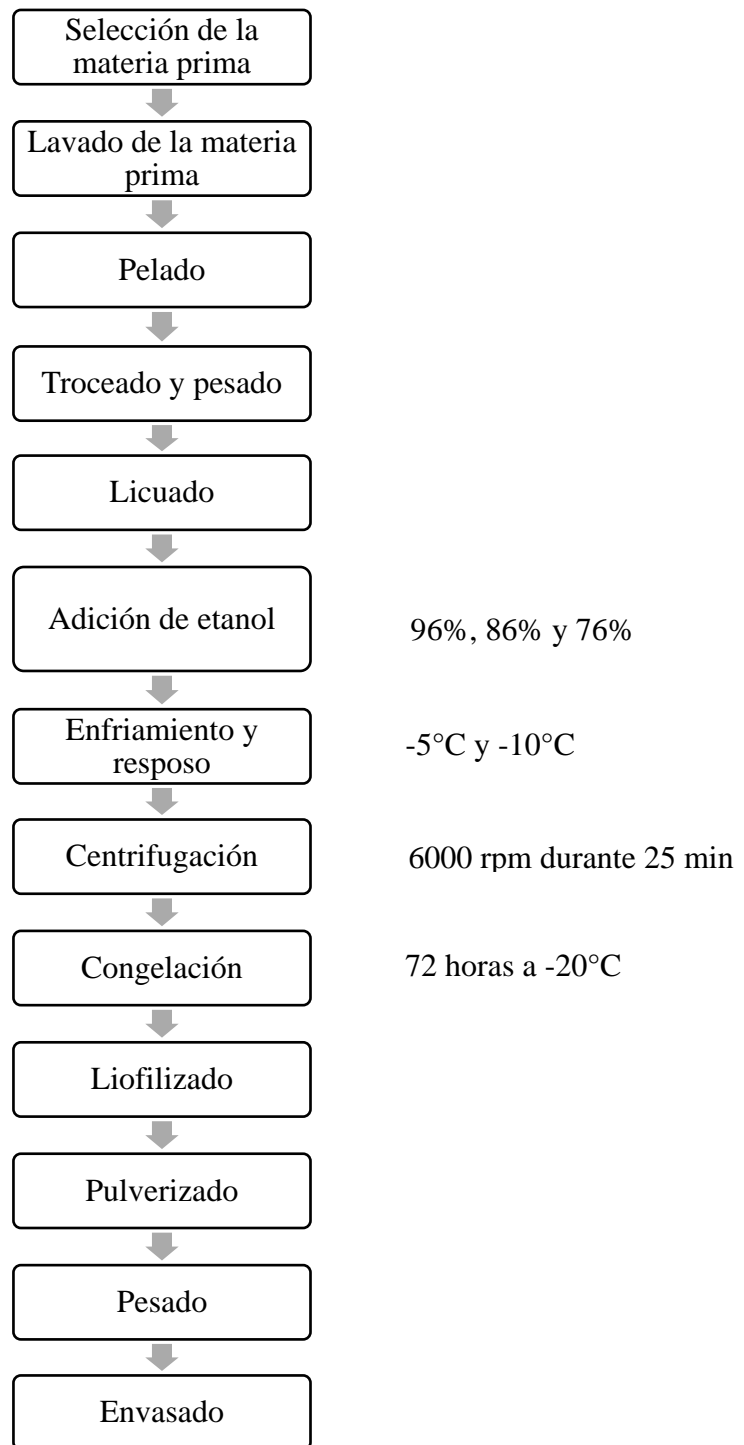 Selección de la
materia prima
Lavado de la materia
prima
Pelado
Troceado y pesado
Licuado
Adición de etanol
96%, 86% y 76%
Enfriamiento y
resposo
-5°C y -10°C
Centrifugación
6000 rpm durante 25 min
Congelación
72 horas a -20°C
Liofilizado
Pulverizado
Pesado
Envasado